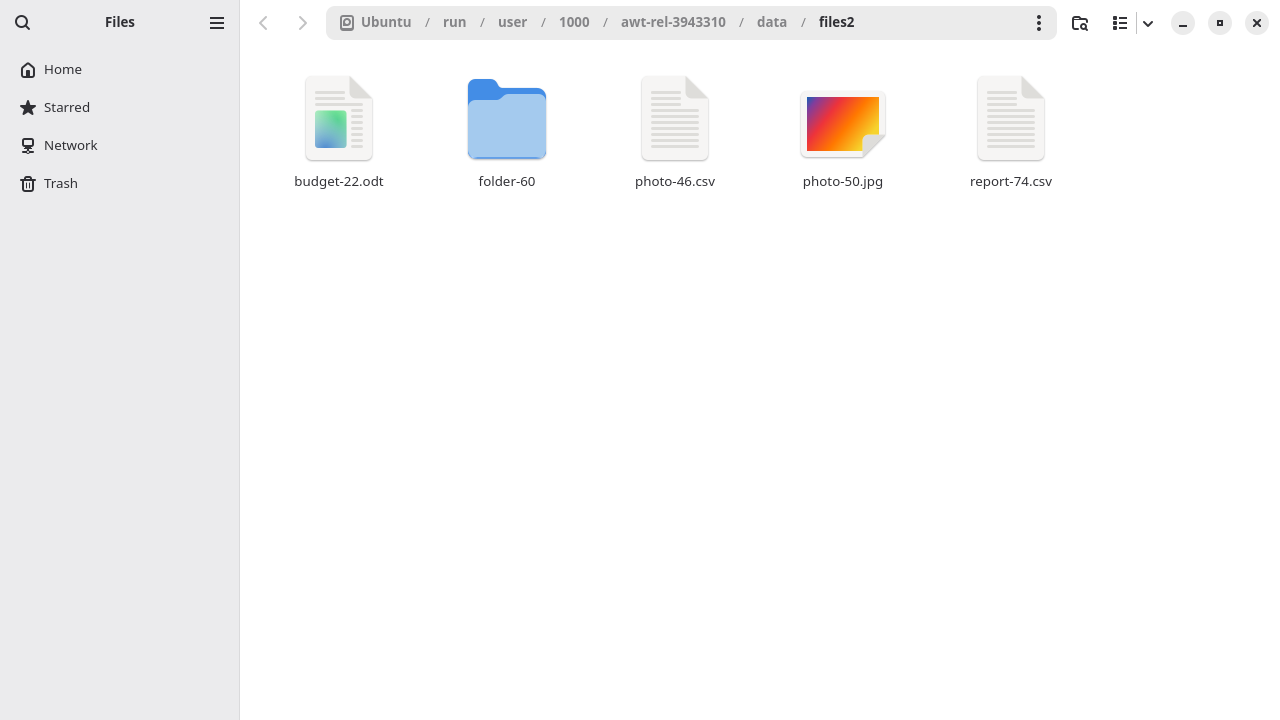 Files
Ubuntu / run / user / 1000 / awt-rel-3943310 / data / files2
Home
Starred
Network
Trash
budget-22.odt
folder-60
photo-46.csv
photo-50.jpg
report-74.csv